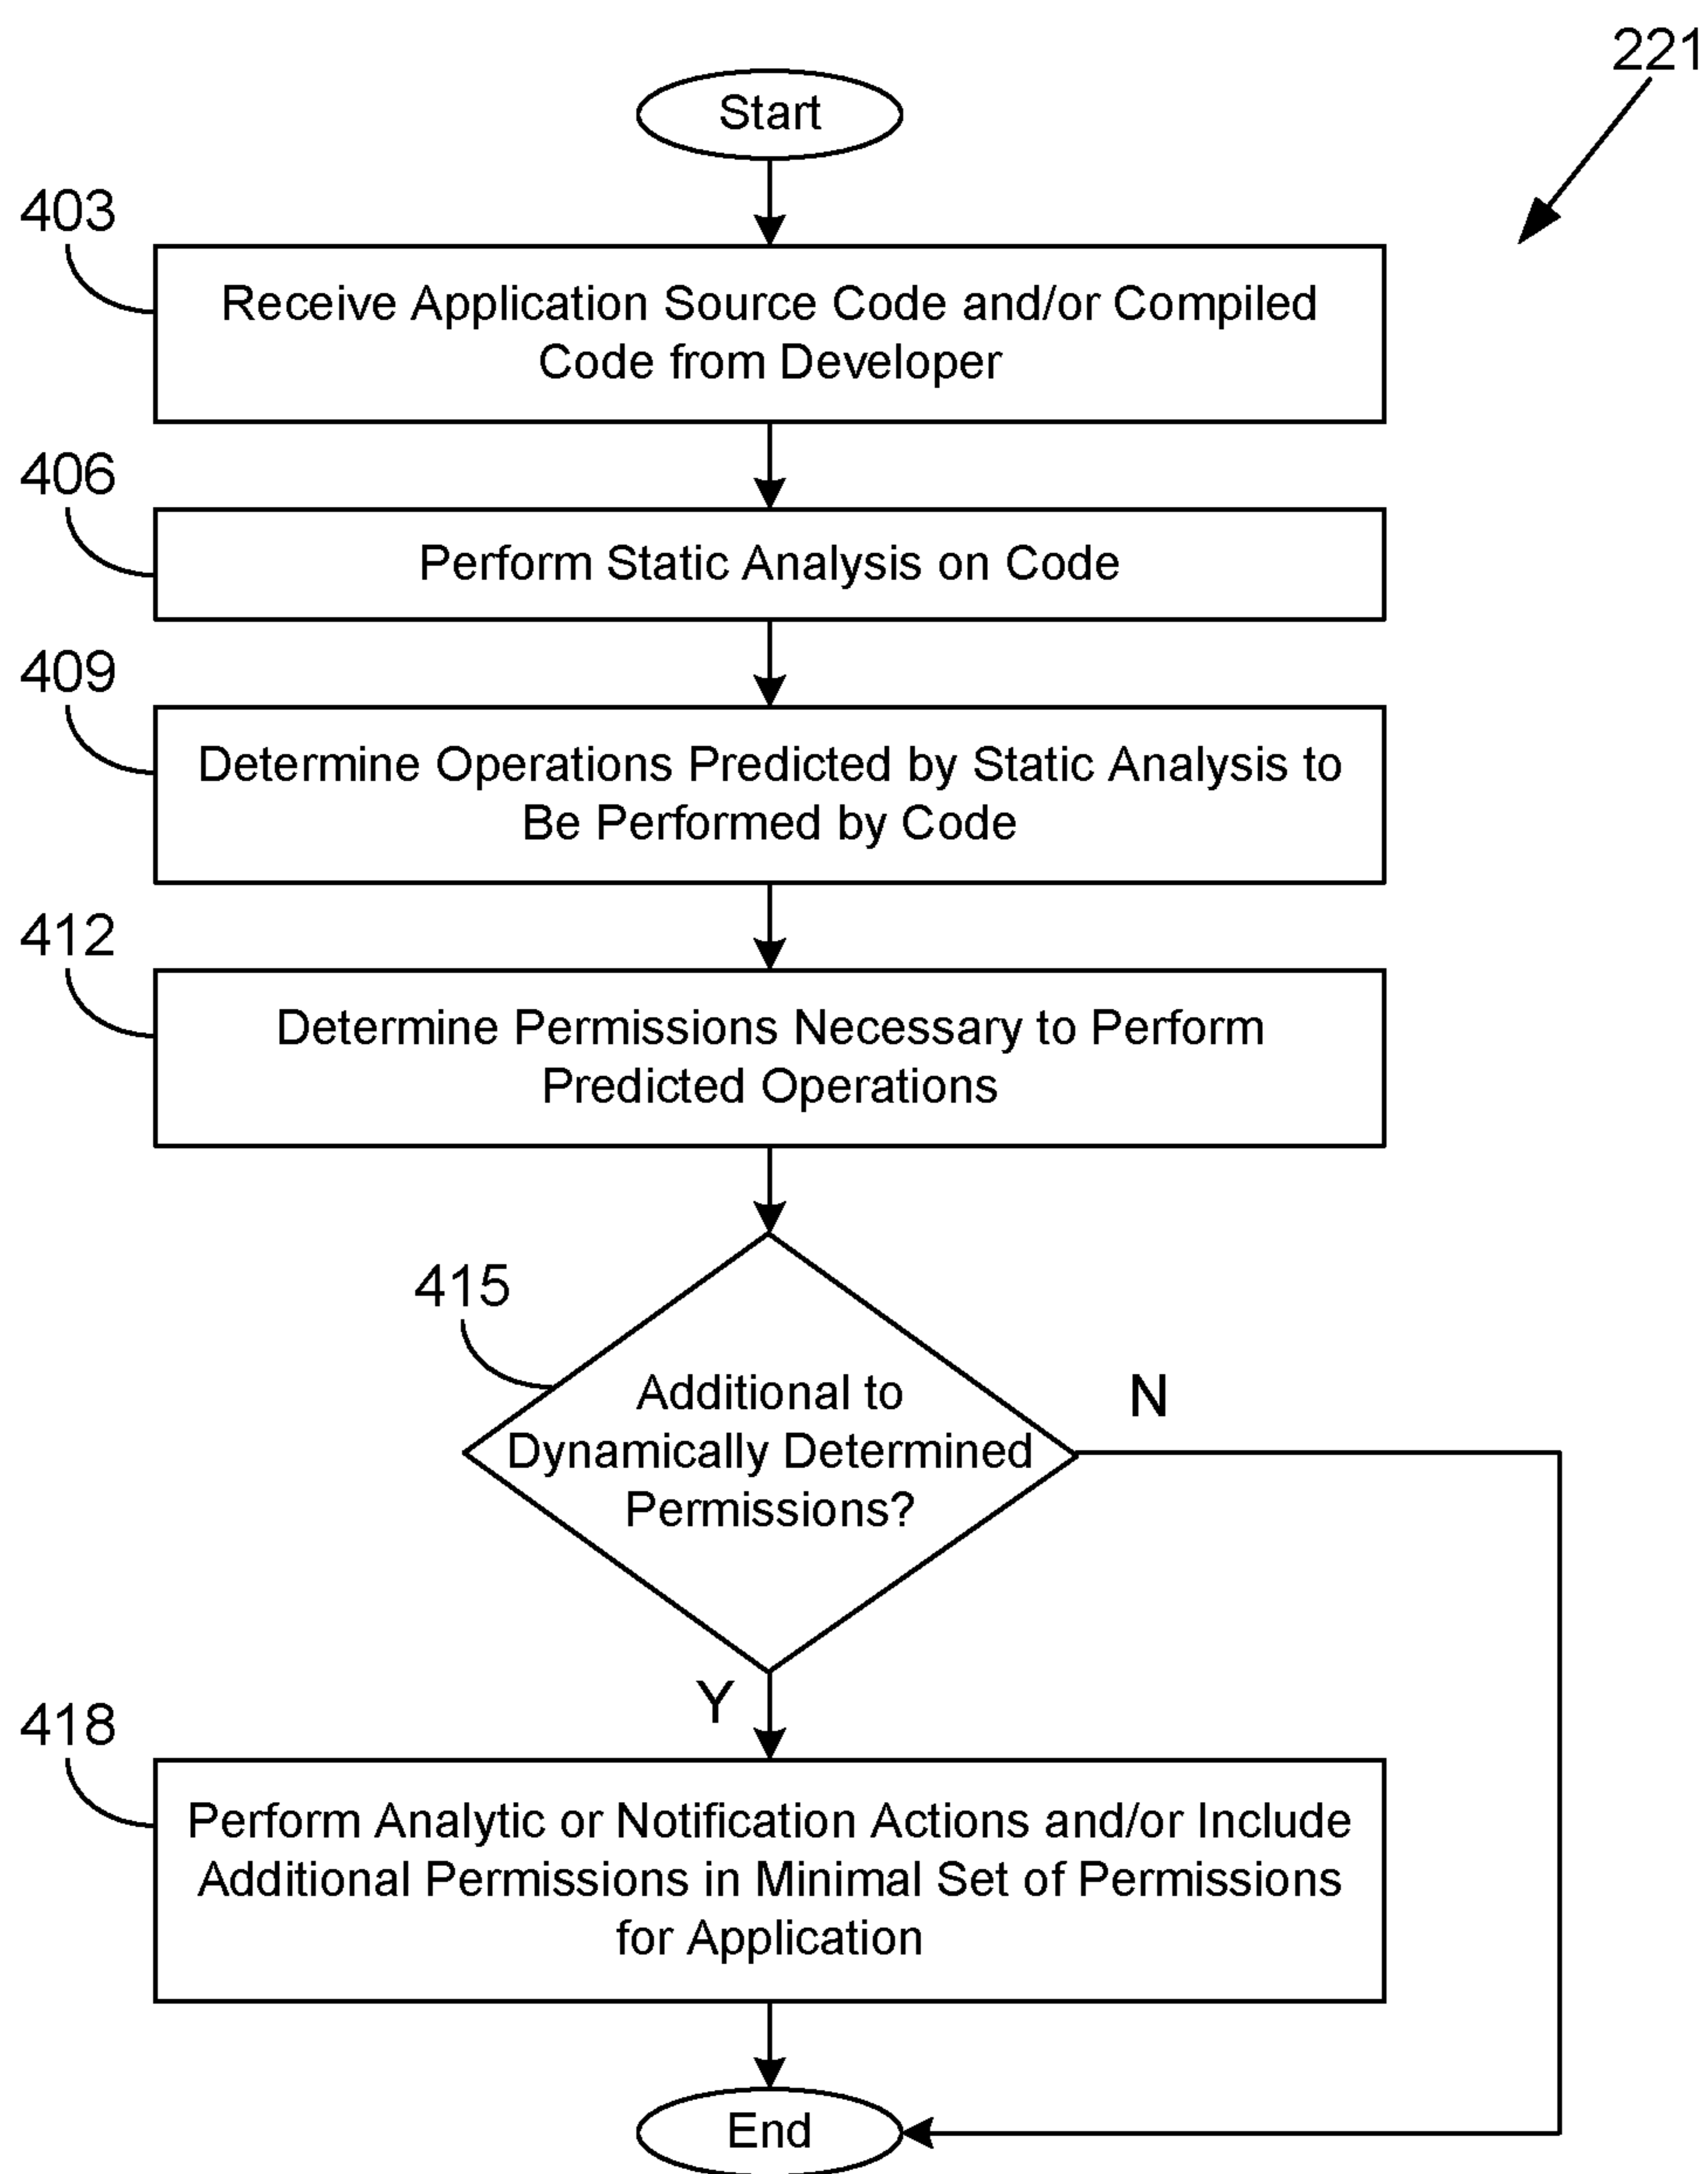 221
Start
403
Receive Application Source Code and/or Compiled
Code from Developer
406
Perform Static Analysis on Code
409
Determine Operations Predicted by Static Analysis to
Be Performed by Code
412
Determine Permissions Necessary to Perform
Predicted Operations
415
Additional to
Dynamically Determined
Permissions?
N
Y
418
Perform Analytic or Notification Actions and/or Include
Additional Permissions in Minimal Set of Permissions
for Application
End